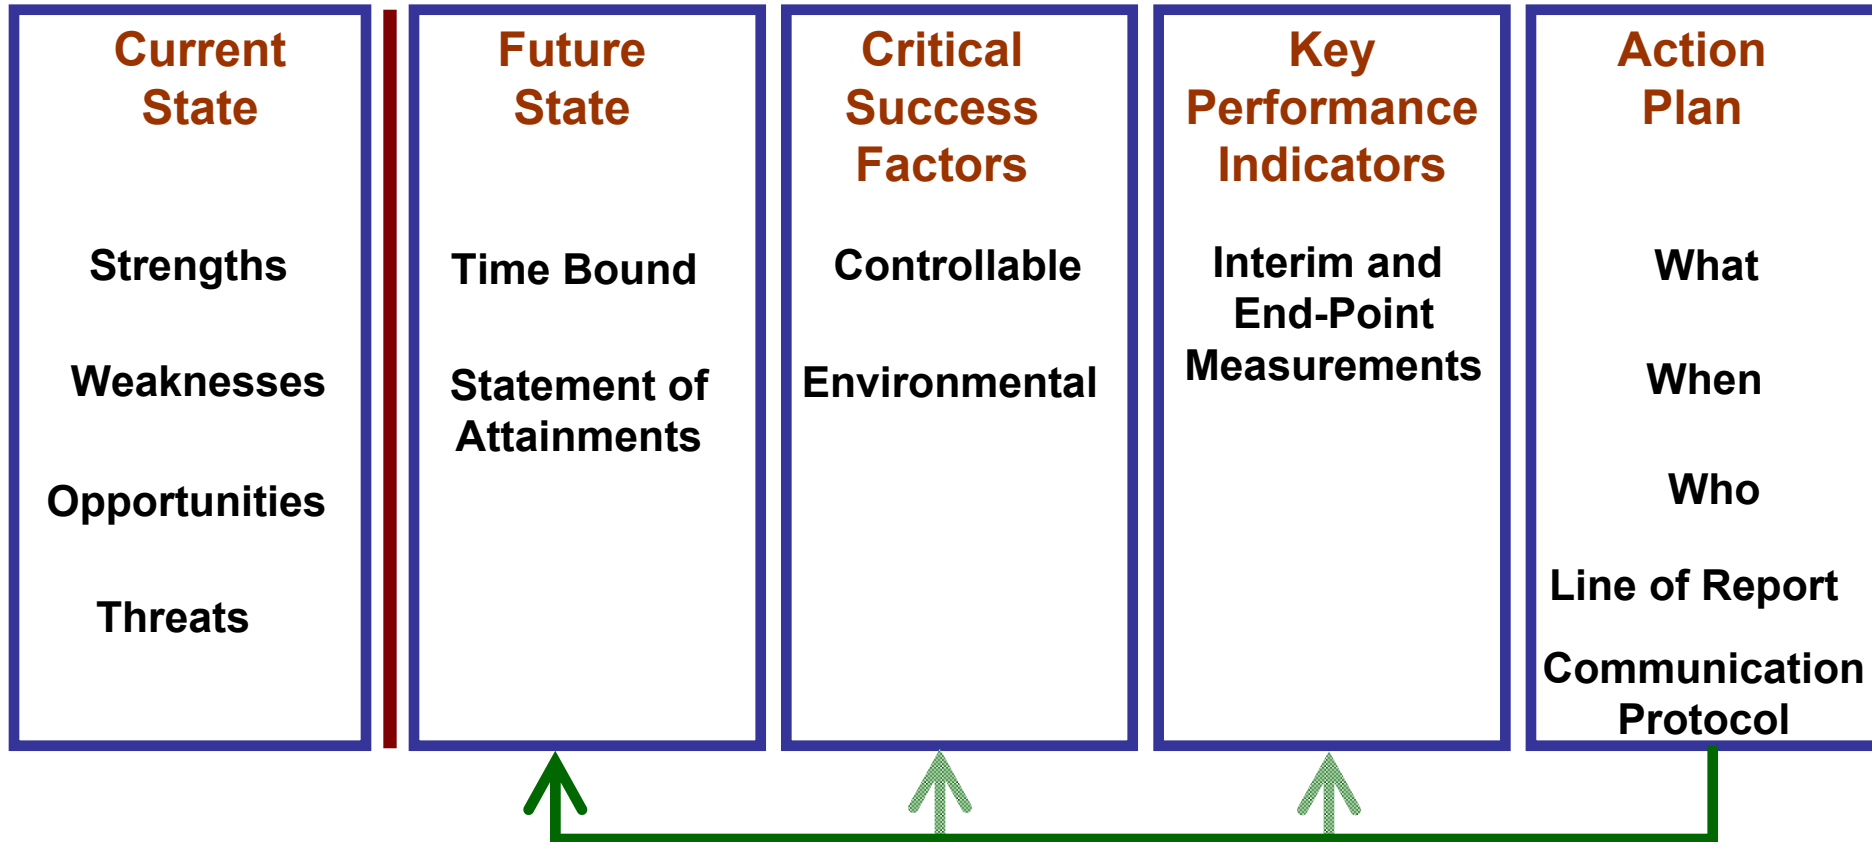 Current
State
Strengths
Weaknesses
Opportunities
Threats
Future
State
Time Bound
Statement of
Attainments
Critical
Success
Factors
Controllable
Environmental
Key
Performance
Indicators
Interim and
End-Point
Measurements
Action
Plan
What
When
Who
Line of Report
Communication
Protocol